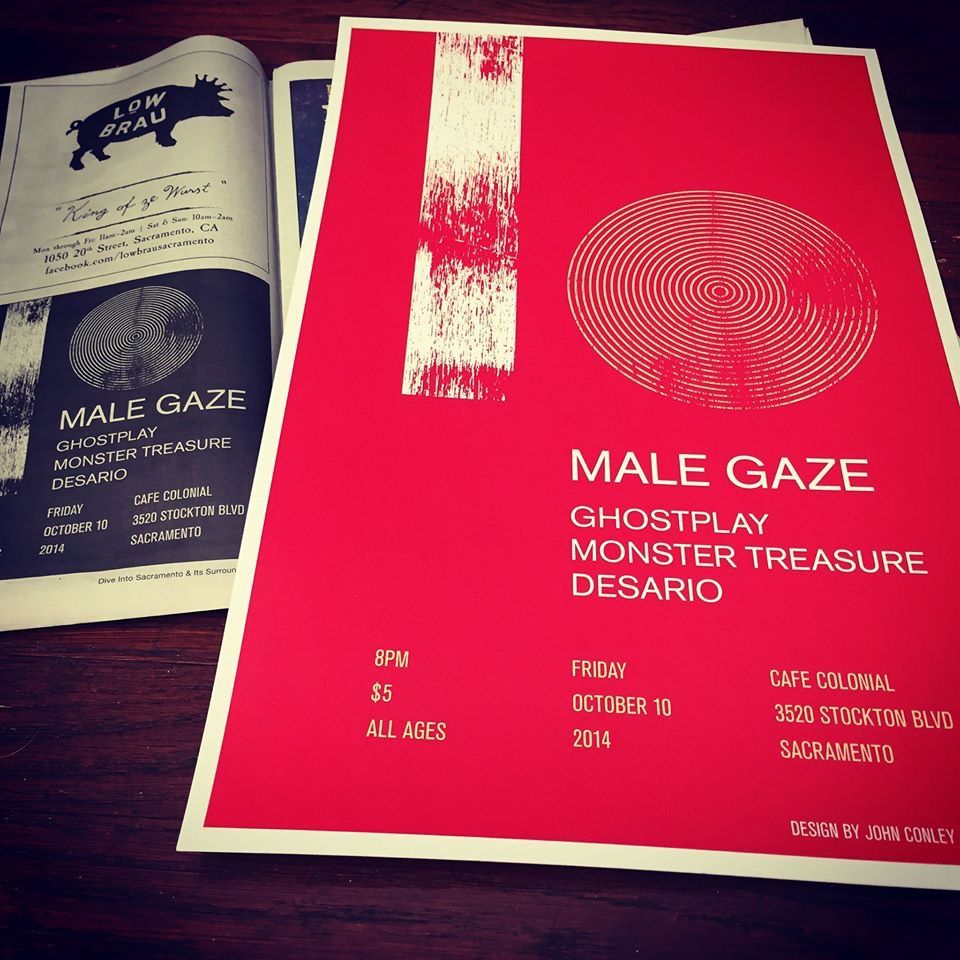 LOW
BRAU
"King of ze Wurst"
Mon through Fri: 11am-2am | Sat & Sun: 10am-2am
1050 20th Street, Sacramento, CA
facebook.com/lowbrausacramento
MALE GAZE
GHOSTPLAY
MONSTER TREASURE
DESARIO
FRIDAY
OCTOBER 10
2014
CAFE COLONIAL
3520 STOCKTON BLVD
SACRAMENTO
Dive Into Sacramento & Its
MALE GAZE
GHOSTPLAY
MONSTER TREASURE
DESARIO
8PM
$5
ALL AGES
FRIDAY
OCTOBER 10
2014
CAFE COLONIAL
3520 STOCKTON BLVD
SACRAMENTO
DESIGN BY JOHN CONLEY